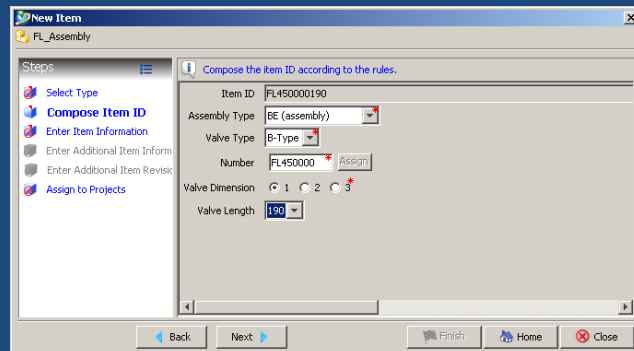 New Item
FL_Assembly
Steps
Select Type
Compose Item ID
Enter Item Information
Enter Additional Item Inform
Enter Additional Item Revisic
Assign to Projects
Compose the item ID according to the rules.
Item ID FL450000190
Assembly Type BE (assembly) *
Valve Type B-Type *
Number FL450000 * Assign
Valve Dimension 1 2 3 *
Valve Length 190
Back Next Finish Home Close